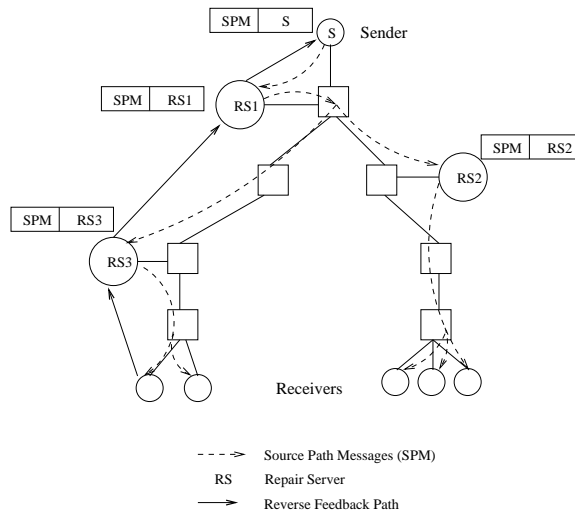 SPM S
S
Sender
SPM RS1
RS1
SPM RS2
RS2
SPM RS3
RS3
Receivers
Source Path Messages (SPM)
RS Repair Server
Reverse Feedback Path